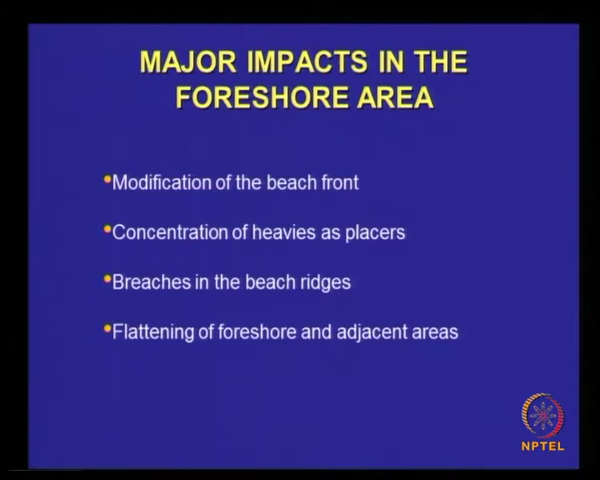 MAJOR IMPACTS IN THE
FORESHORE AREA
•Modification of the beach front
•Concentration of heavies as placers
•Breaches in the beach ridges
•Flattening of foreshore and adjacent areas
NPTEL